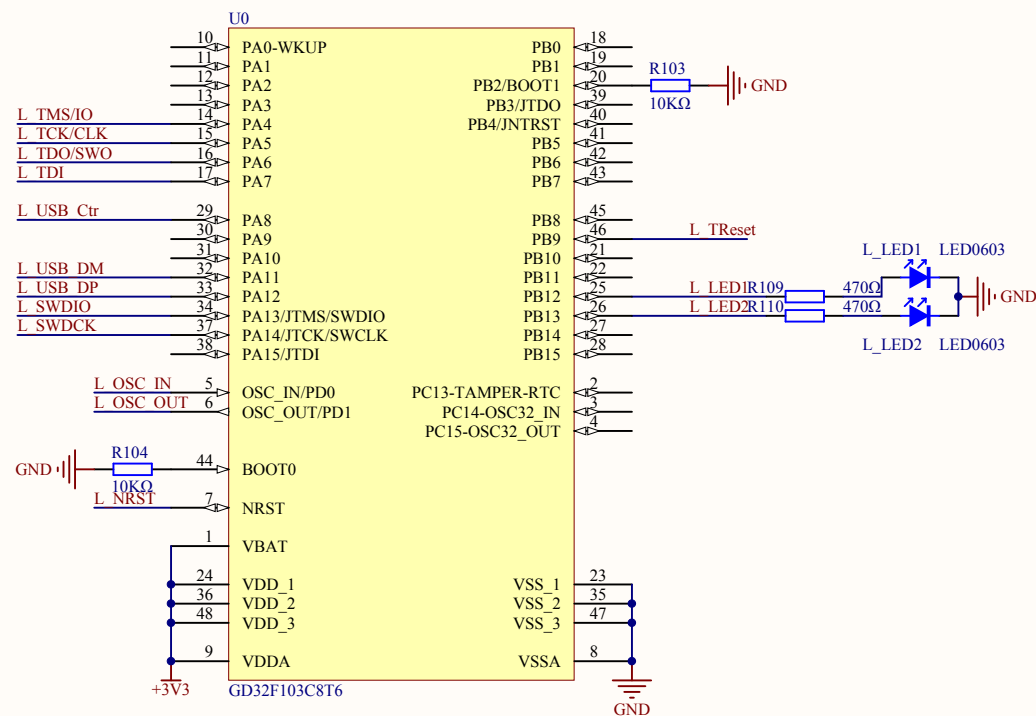 U0
10 PA0-WKUP PB0 18
11 PA1 PB1 19
12 PA2 PB2/BOOT1 20 R103 10KΩ GND
13 PA3 PB3/JTDO 39
L_TMS/IO 14 PA4 PB4/JNTRST 40
L_TCK/CLK 15 PA5 PB5 41
L_TDO/SWO 16 PA6 PB6 42
L_TDI 17 PA7 PB7 43
L_USB_Ctr 29 PA8 PB8 45
30 PA9 PB9 46 L_TReset
31 PA10 PB10 21
L_USB_DM 32 PA11 PB11 22 L_LED1 LED0603
L_USB_DP 33 PA12 PB12 25 L_LED1 R109 470Ω GND
L_SWDIO 34 PA13/JTMS/SWDIO PB13 26 L_LED2 R110 470Ω
L_SWDCK 37 PA14/JTCK/SWCLK PB14 27 L_LED2 LED0603
38 PA15/JTDI PB15 28
L_OSC_IN 5 OSC_IN/PD0 PC13-TAMPER-RTC 2
L_OSC_OUT 6 OSC_OUT/PD1 PC14-OSC32_IN 3
PC15-OSC32_OUT 4
GND R104 10KΩ 44 BOOT0
L_NRST 7 NRST
1 VBAT
24 VDD_1 VSS_1 23
36 VDD_2 VSS_2 35
48 VDD_3 VSS_3 47
9 VDDA VSSA 8
+3V3 GD32F103C8T6 GND